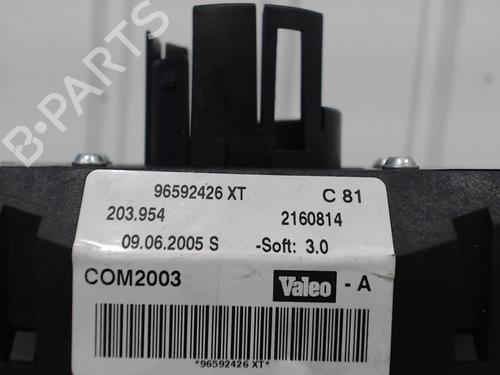 B-PARTS
96592426 XT C 81
203.954 2160814
09.06.2005 S -Soft: 3.0
COM2003 Valeo - A
*96592426 XT*